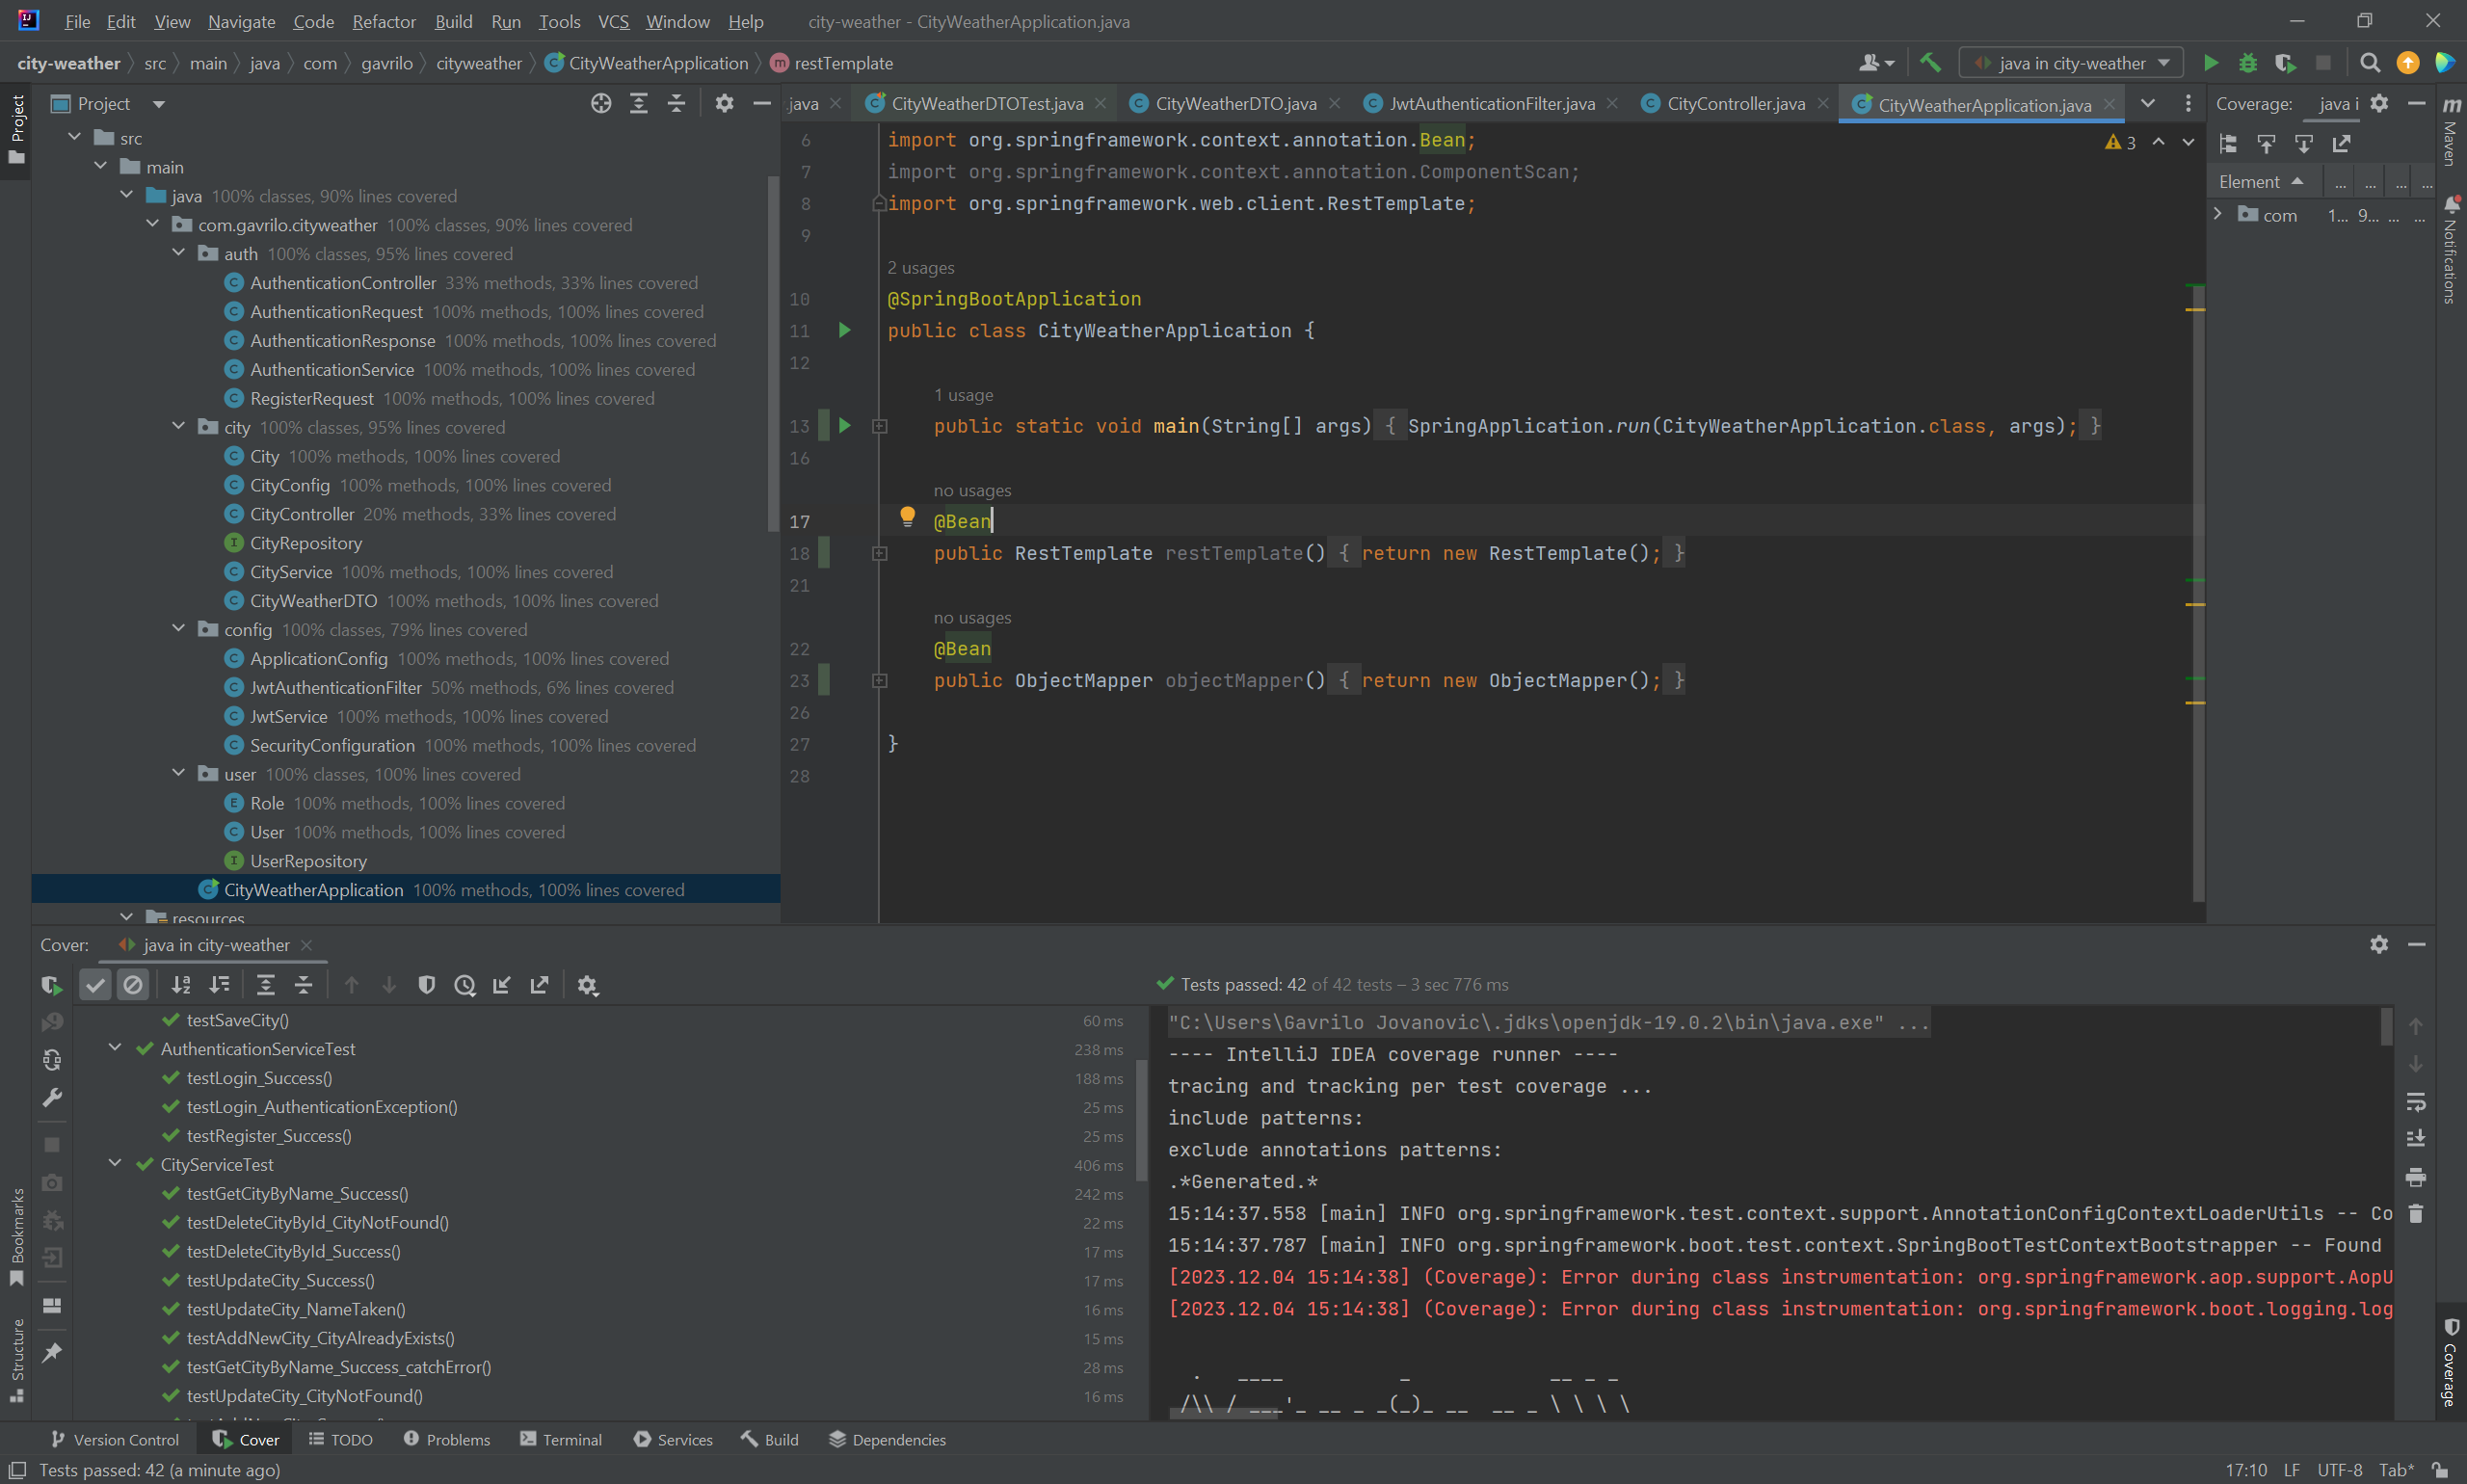 File Edit View Navigate Code Refactor Build Run Tools VCS Window Help city-weather - CityWeatherApplication.java
city-weather src main java com gavrilo cityweather CityWeatherApplication restTemplate java in city-weather
Project
.java CityWeatherDTOTest.java CityWeatherDTO.java JwtAuthenticationFilter.java CityController.java CityWeatherApplication.java
src
main
java 100% classes, 90% lines covered
com.gavrilo.cityweather 100% classes, 90% lines covered
auth 100% classes, 95% lines covered
AuthenticationController 33% methods, 33% lines covered
AuthenticationRequest 100% methods, 100% lines covered
AuthenticationResponse 100% methods, 100% lines covered
AuthenticationService 100% methods, 100% lines covered
RegisterRequest 100% methods, 100% lines covered
city 100% classes, 95% lines covered
City 100% methods, 100% lines covered
CityConfig 100% methods, 100% lines covered
CityController 20% methods, 33% lines covered
CityRepository
CityService 100% methods, 100% lines covered
CityWeatherDTO 100% methods, 100% lines covered
config 100% classes, 79% lines covered
ApplicationConfig 100% methods, 100% lines covered
JwtAuthenticationFilter 50% methods, 6% lines covered
JwtService 100% methods, 100% lines covered
SecurityConfiguration 100% methods, 100% lines covered
user 100% classes, 100% lines covered
Role 100% methods, 100% lines covered
User 100% methods, 100% lines covered
UserRepository
CityWeatherApplication 100% methods, 100% lines covered
resources
6 import org.springframework.context.annotation.Bean;
7 import org.springframework.context.annotation.ComponentScan;
8 import org.springframework.web.client.RestTemplate;
9
2 usages
10 @SpringBootApplication
11 public class CityWeatherApplication {
12
1 usage
13 public static void main(String[] args) { SpringApplication.run(CityWeatherApplication.class, args); }
16
no usages
17 @Bean
18 public RestTemplate restTemplate() { return new RestTemplate(); }
21
no usages
22 @Bean
23 public ObjectMapper objectMapper() { return new ObjectMapper(); }
26
27 }
28
3
Coverage: java i
Element ... ... ... ...
com 1... 9... ... ...
Maven
Notifications
Coverage
Project
Bookmarks
Structure
Cover: java in city-weather
Tests passed: 42 of 42 tests – 3 sec 776 ms
testSaveCity() 60 ms
AuthenticationServiceTest 238 ms
testLogin_Success() 188 ms
testLogin_AuthenticationException() 25 ms
testRegister_Success() 25 ms
CityServiceTest 406 ms
testGetCityByName_Success() 242 ms
testDeleteCityById_CityNotFound() 22 ms
testDeleteCityById_Success() 17 ms
testUpdateCity_Success() 17 ms
testUpdateCity_NameTaken() 16 ms
testAddNewCity_CityAlreadyExists() 15 ms
testGetCityByName_Success_catchError() 28 ms
testUpdateCity_CityNotFound() 16 ms
"C:\Users\Gavrilo Jovanovic\.jdks\openjdk-19.0.2\bin\java.exe" ...
---- IntelliJ IDEA coverage runner ----
tracing and tracking per test coverage ...
include patterns:
exclude annotations patterns:
.*Generated.*
15:14:37.558 [main] INFO org.springframework.test.context.support.AnnotationConfigContextLoaderUtils -- Co
15:14:37.787 [main] INFO org.springframework.boot.test.context.SpringBootTestContextBootstrapper -- Found
[2023.12.04 15:14:38] (Coverage): Error during class instrumentation: org.springframework.aop.support.AopU
[2023.12.04 15:14:38] (Coverage): Error during class instrumentation: org.springframework.boot.logging.log
Version Control Cover TODO Problems Terminal Services Build Dependencies
Tests passed: 42 (a minute ago) 17:10 LF UTF-8 Tab*